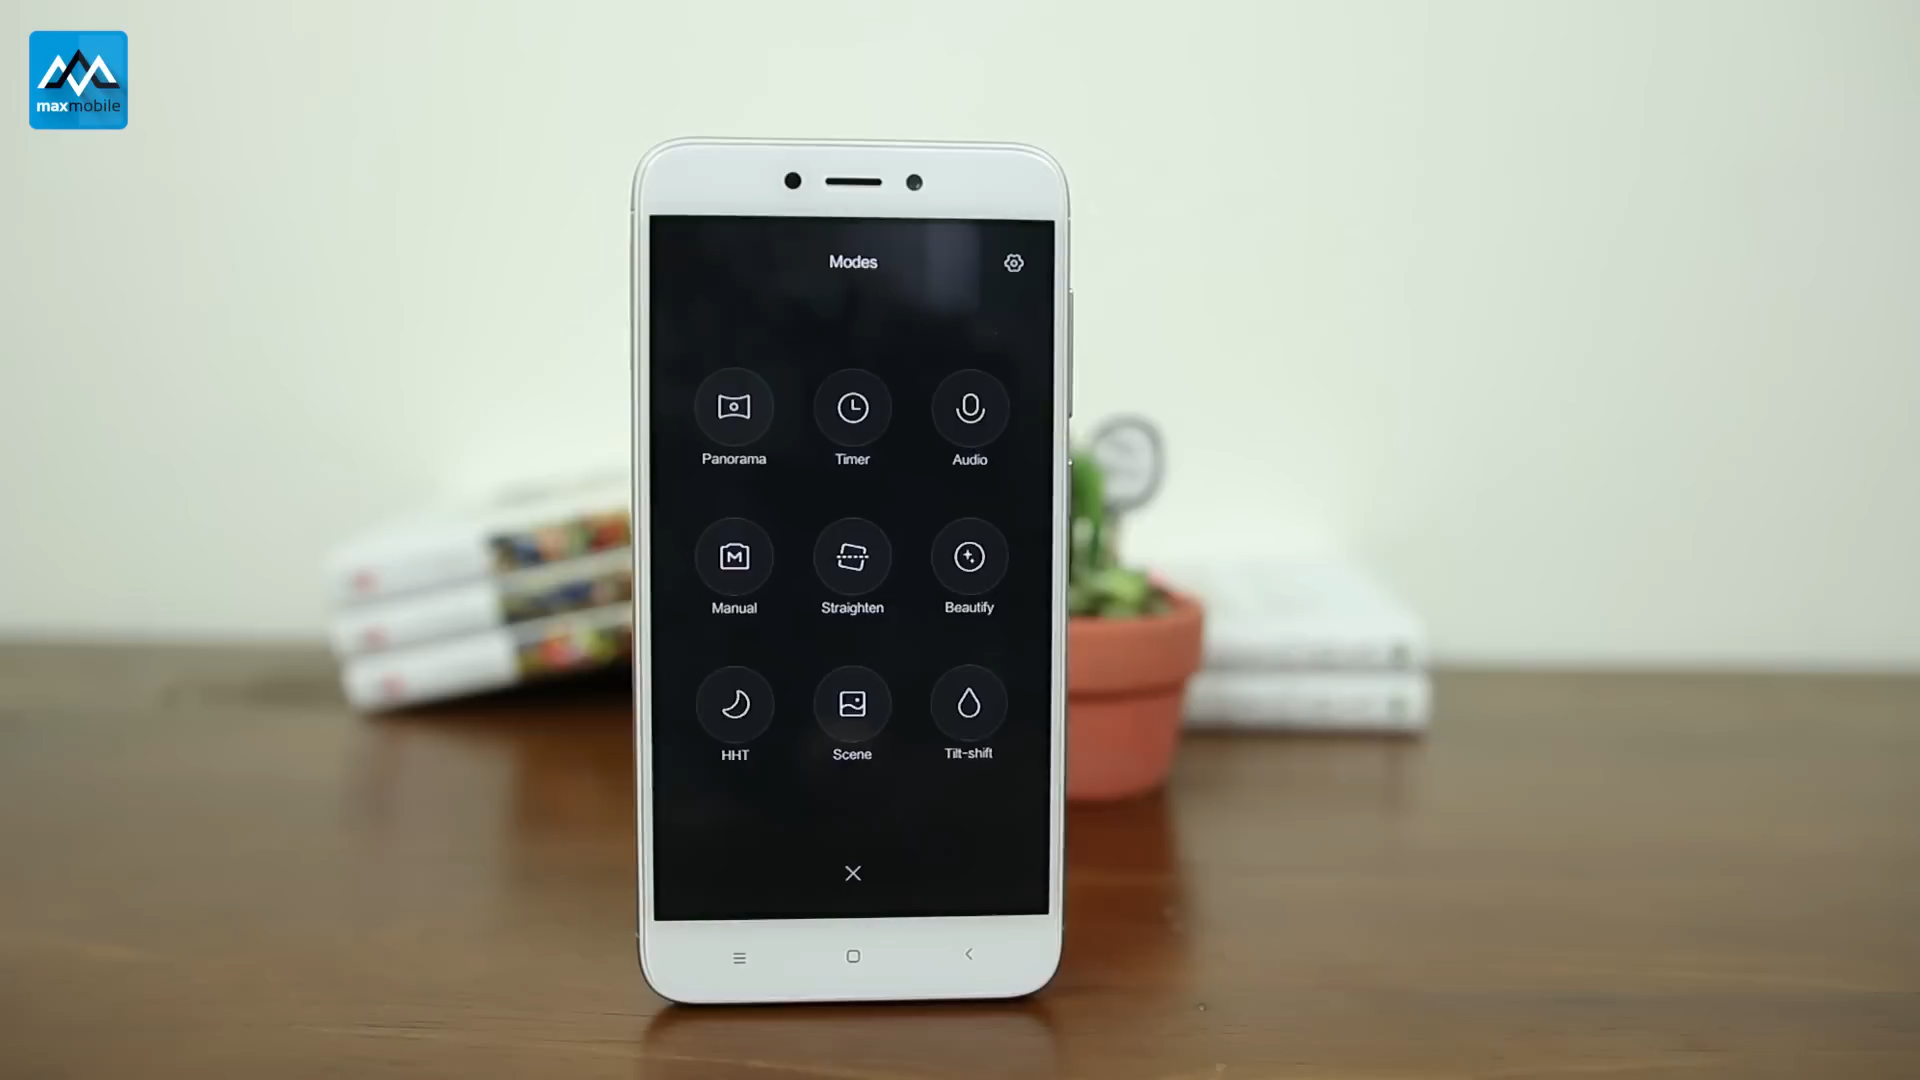 maxmobile
Modes
Panorama
Timer
Audio
Manual
M
Straighten
Beautify
HHT
Scene
Tilt-shift